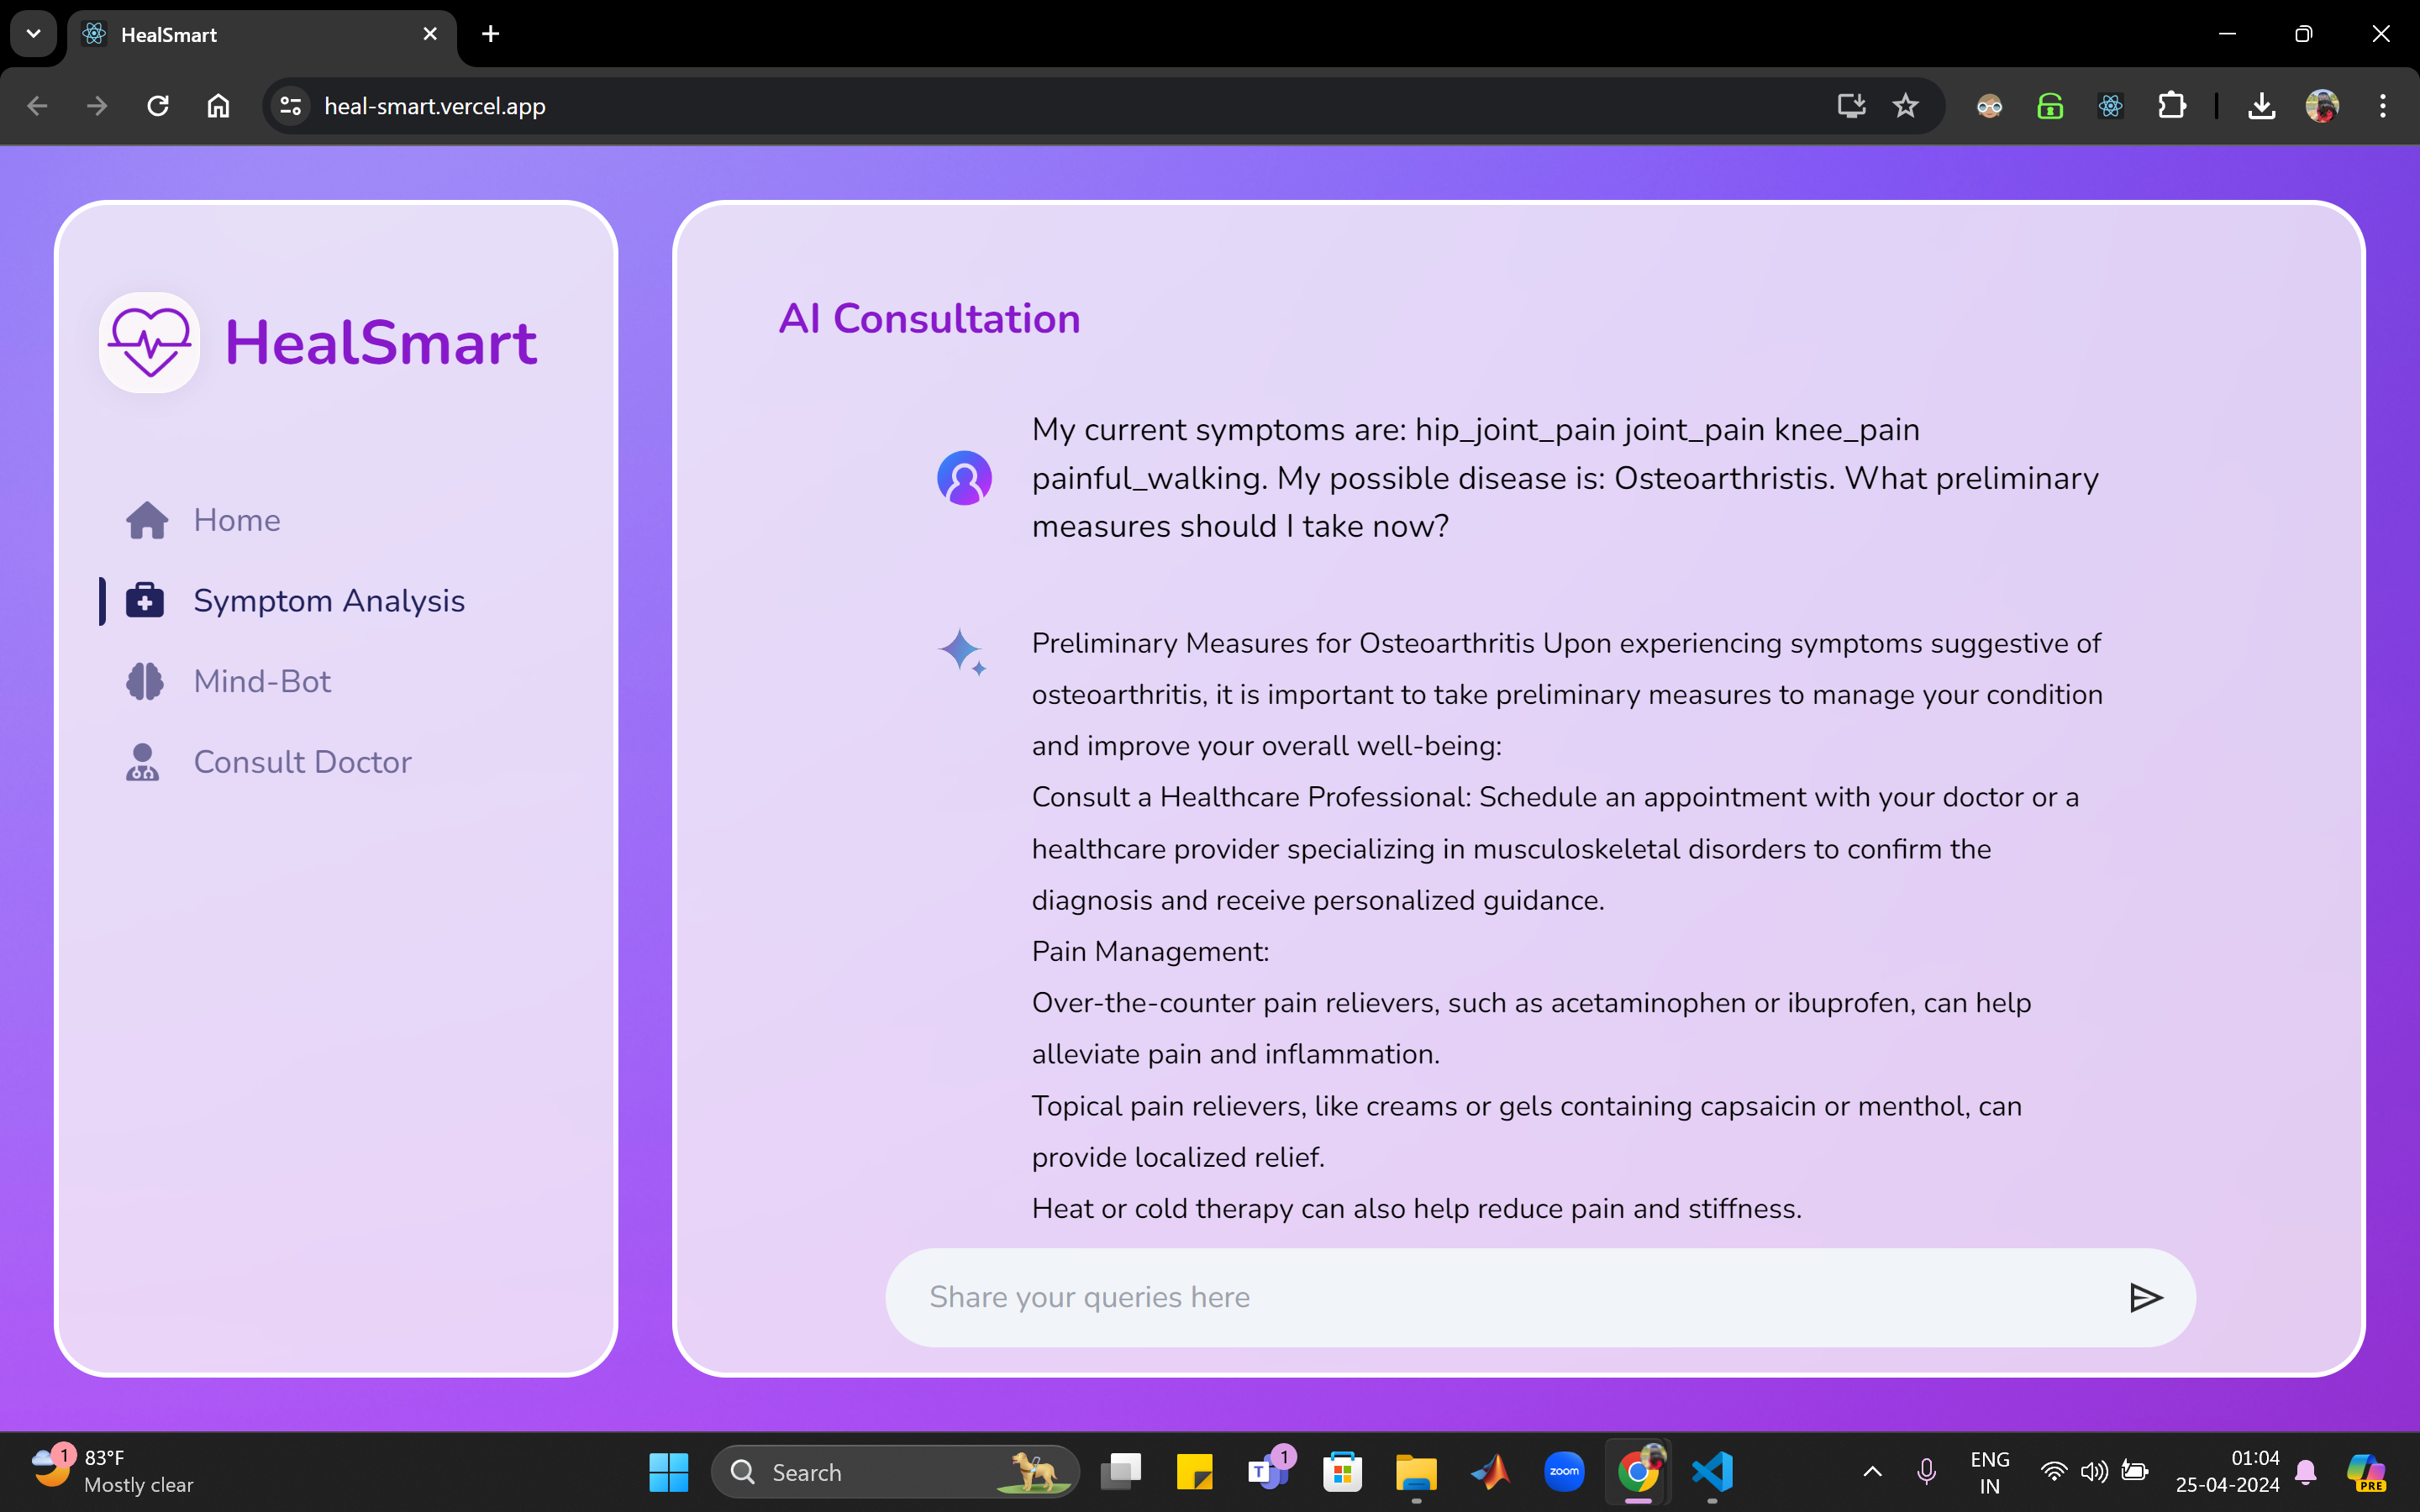 HealSmart
heal-smart.vercel.app
HealSmart
Home
Symptom Analysis
Mind-Bot
Consult Doctor
AI Consultation
My current symptoms are: hip_joint_pain joint_pain knee_pain
painful_walking. My possible disease is: Osteoarthristis. What preliminary
measures should I take now?
Preliminary Measures for Osteoarthritis Upon experiencing symptoms suggestive of
osteoarthritis, it is important to take preliminary measures to manage your condition
and improve your overall well-being:
Consult a Healthcare Professional: Schedule an appointment with your doctor or a
healthcare provider specializing in musculoskeletal disorders to confirm the
diagnosis and receive personalized guidance.
Pain Management:
Over-the-counter pain relievers, such as acetaminophen or ibuprofen, can help
alleviate pain and inflammation.
Topical pain relievers, like creams or gels containing capsaicin or menthol, can
provide localized relief.
Heat or cold therapy can also help reduce pain and stiffness.
Share your queries here
1
83°F
Mostly clear
Search
T
1
zoom
ENG
IN
01:04
25-04-2024
PRE